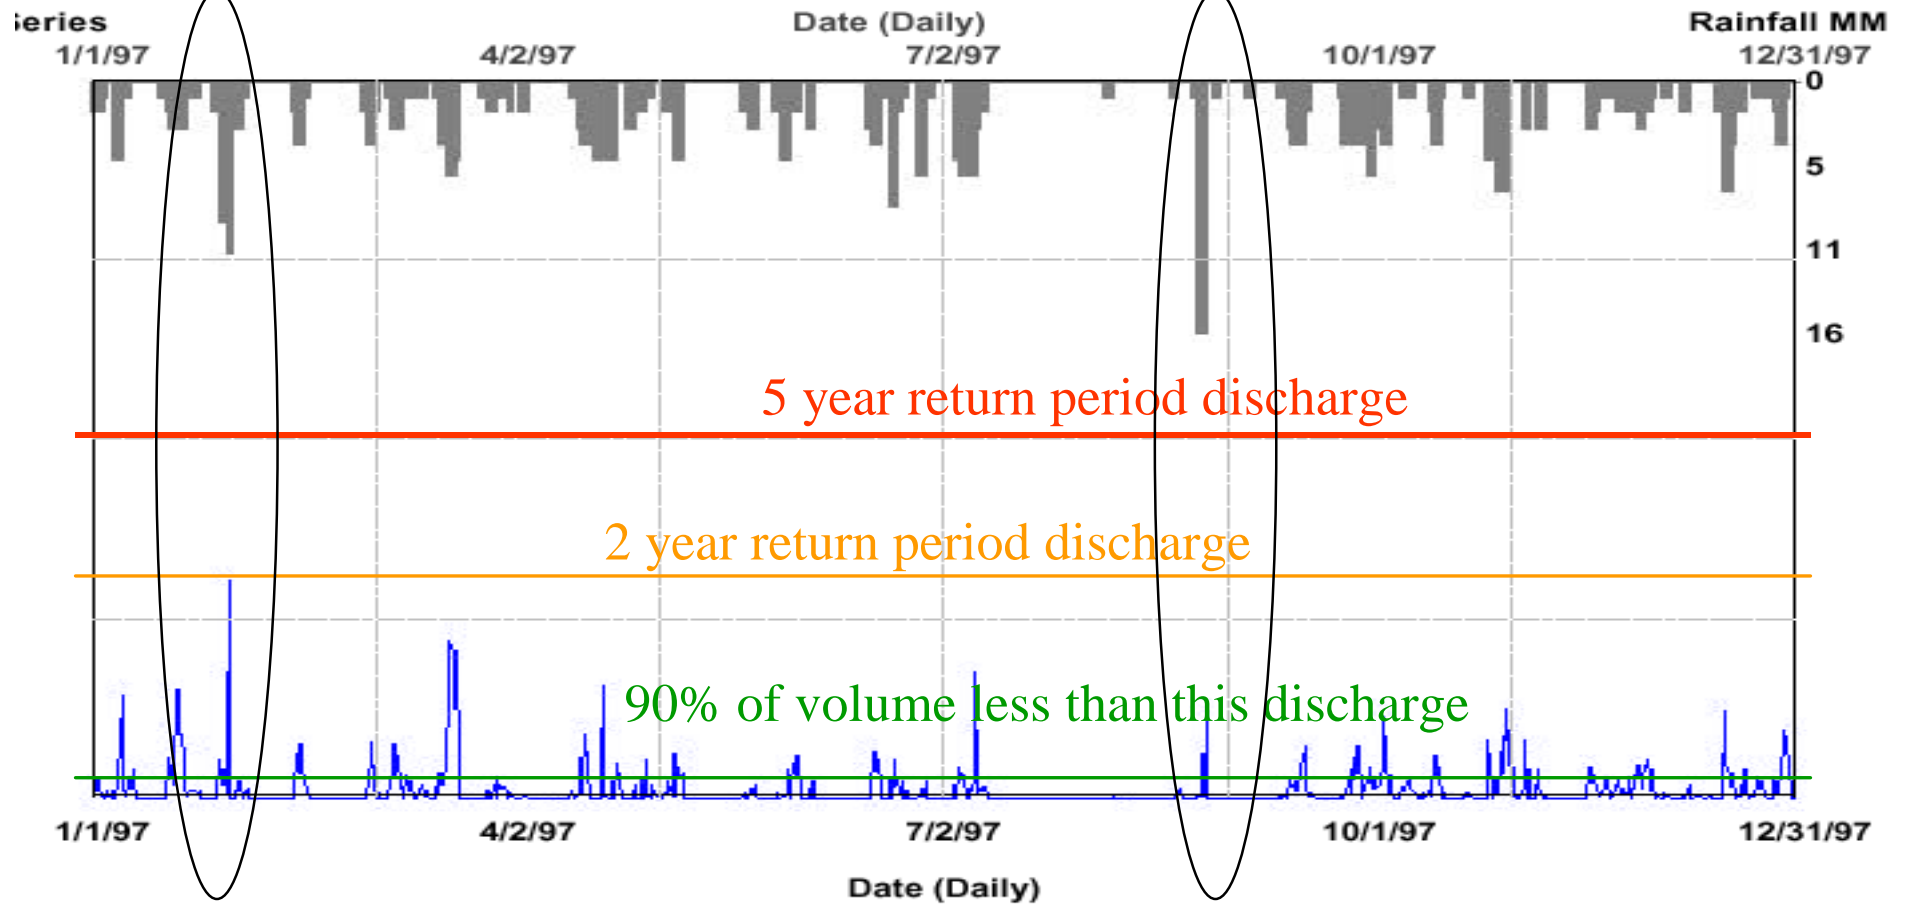 Series Date (Daily) Rainfall MM
1/1/97 4/2/97 7/2/97 10/1/97 12/31/97
0
5
11
16
5 year return period discharge
2 year return period discharge
90% of volume less than this discharge
1/1/97 4/2/97 7/2/97 10/1/97 12/31/97
Date (Daily)